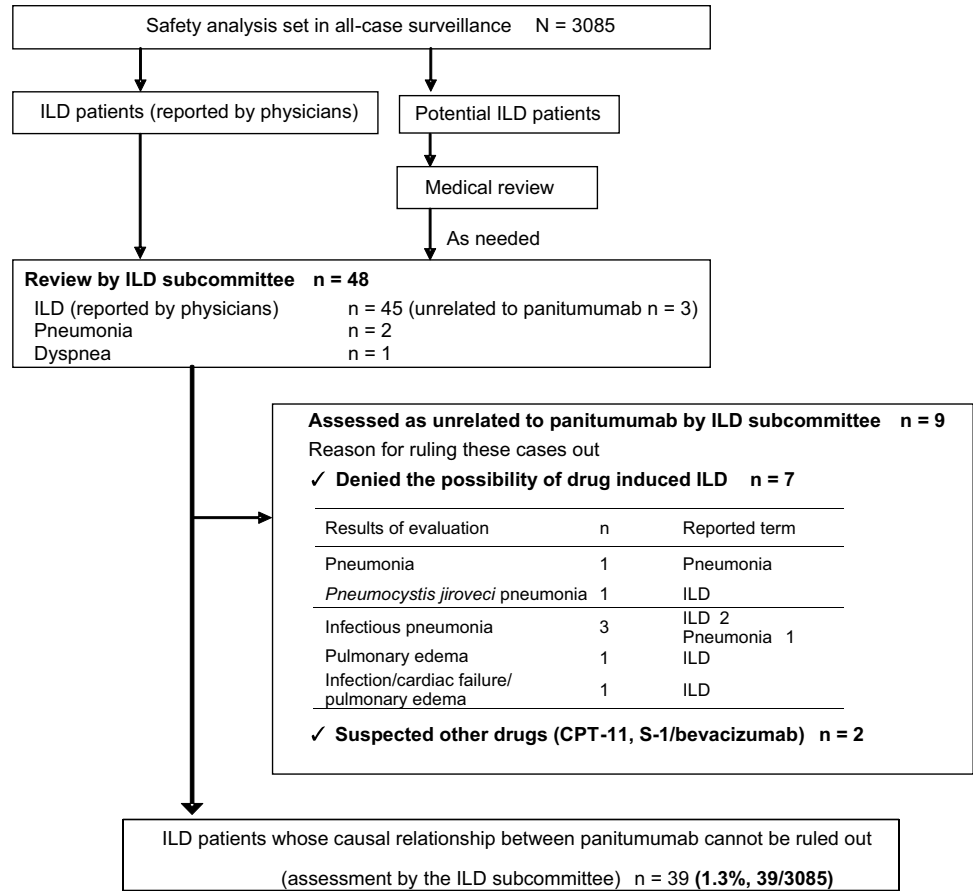 Safety analysis set in all-case surveillance N = 3085
ILD patients (reported by physicians)
Potential ILD patients
Medical review
As needed
Review by ILD subcommittee n = 48
ILD (reported by physicians) n = 45 (unrelated to panitumumab n = 3)
Pneumonia n = 2
Dyspnea n = 1
Assessed as unrelated to panitumumab by ILD subcommittee n = 9
Reason for ruling these cases out
✓ Denied the possibility of drug induced ILD n = 7
Results of evaluation n Reported term
Pneumonia 1 Pneumonia
Pneumocystis jiroveci pneumonia 1 ILD
Infectious pneumonia 3 ILD 2
Pneumonia 1
Pulmonary edema 1 ILD
Infection/cardiac failure/
pulmonary edema 1 ILD
✓ Suspected other drugs (CPT-11, S-1/bevacizumab) n = 2
ILD patients whose causal relationship between panitumumab cannot be ruled out
(assessment by the ILD subcommittee) n = 39 (1.3%, 39/3085)